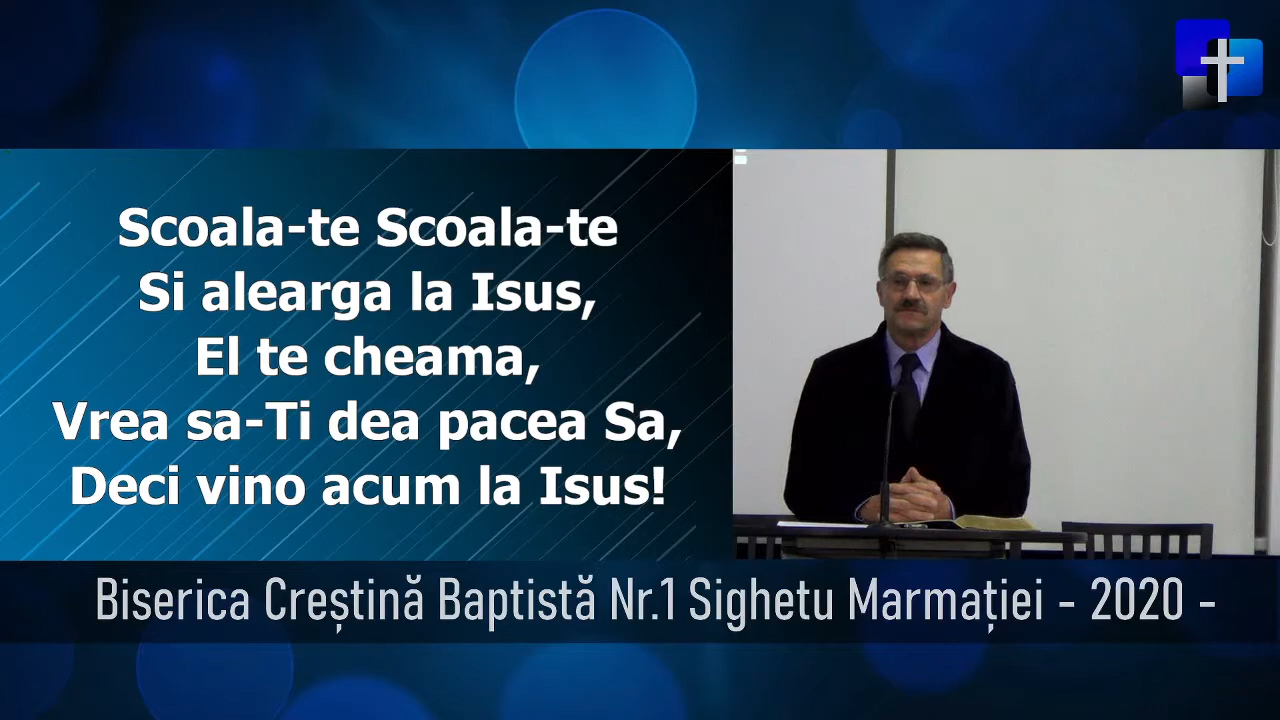 Scoala-te Scoala-te
Si alearga la Isus,
El te cheama,
Vrea sa-Ti dea pacea Sa,
Deci vino acum la Isus!
Biserica Creștină Baptistă Nr.1 Sighetu Marmației - 2020 -